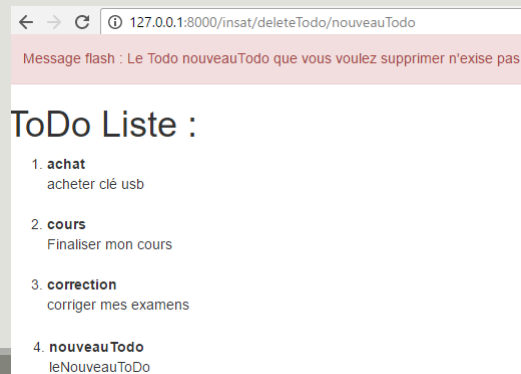 127.0.0.1:8000/insat/deleteTodo/nouveauTodo
Message flash : Le Todo nouveauTodo que vous voulez supprimer n'exise pas
ToDo Liste :
1. achat
acheter clé usb
2. cours
Finaliser mon cours
3. correction
corriger mes examens
4. nouveauTodo
leNouveauToDo